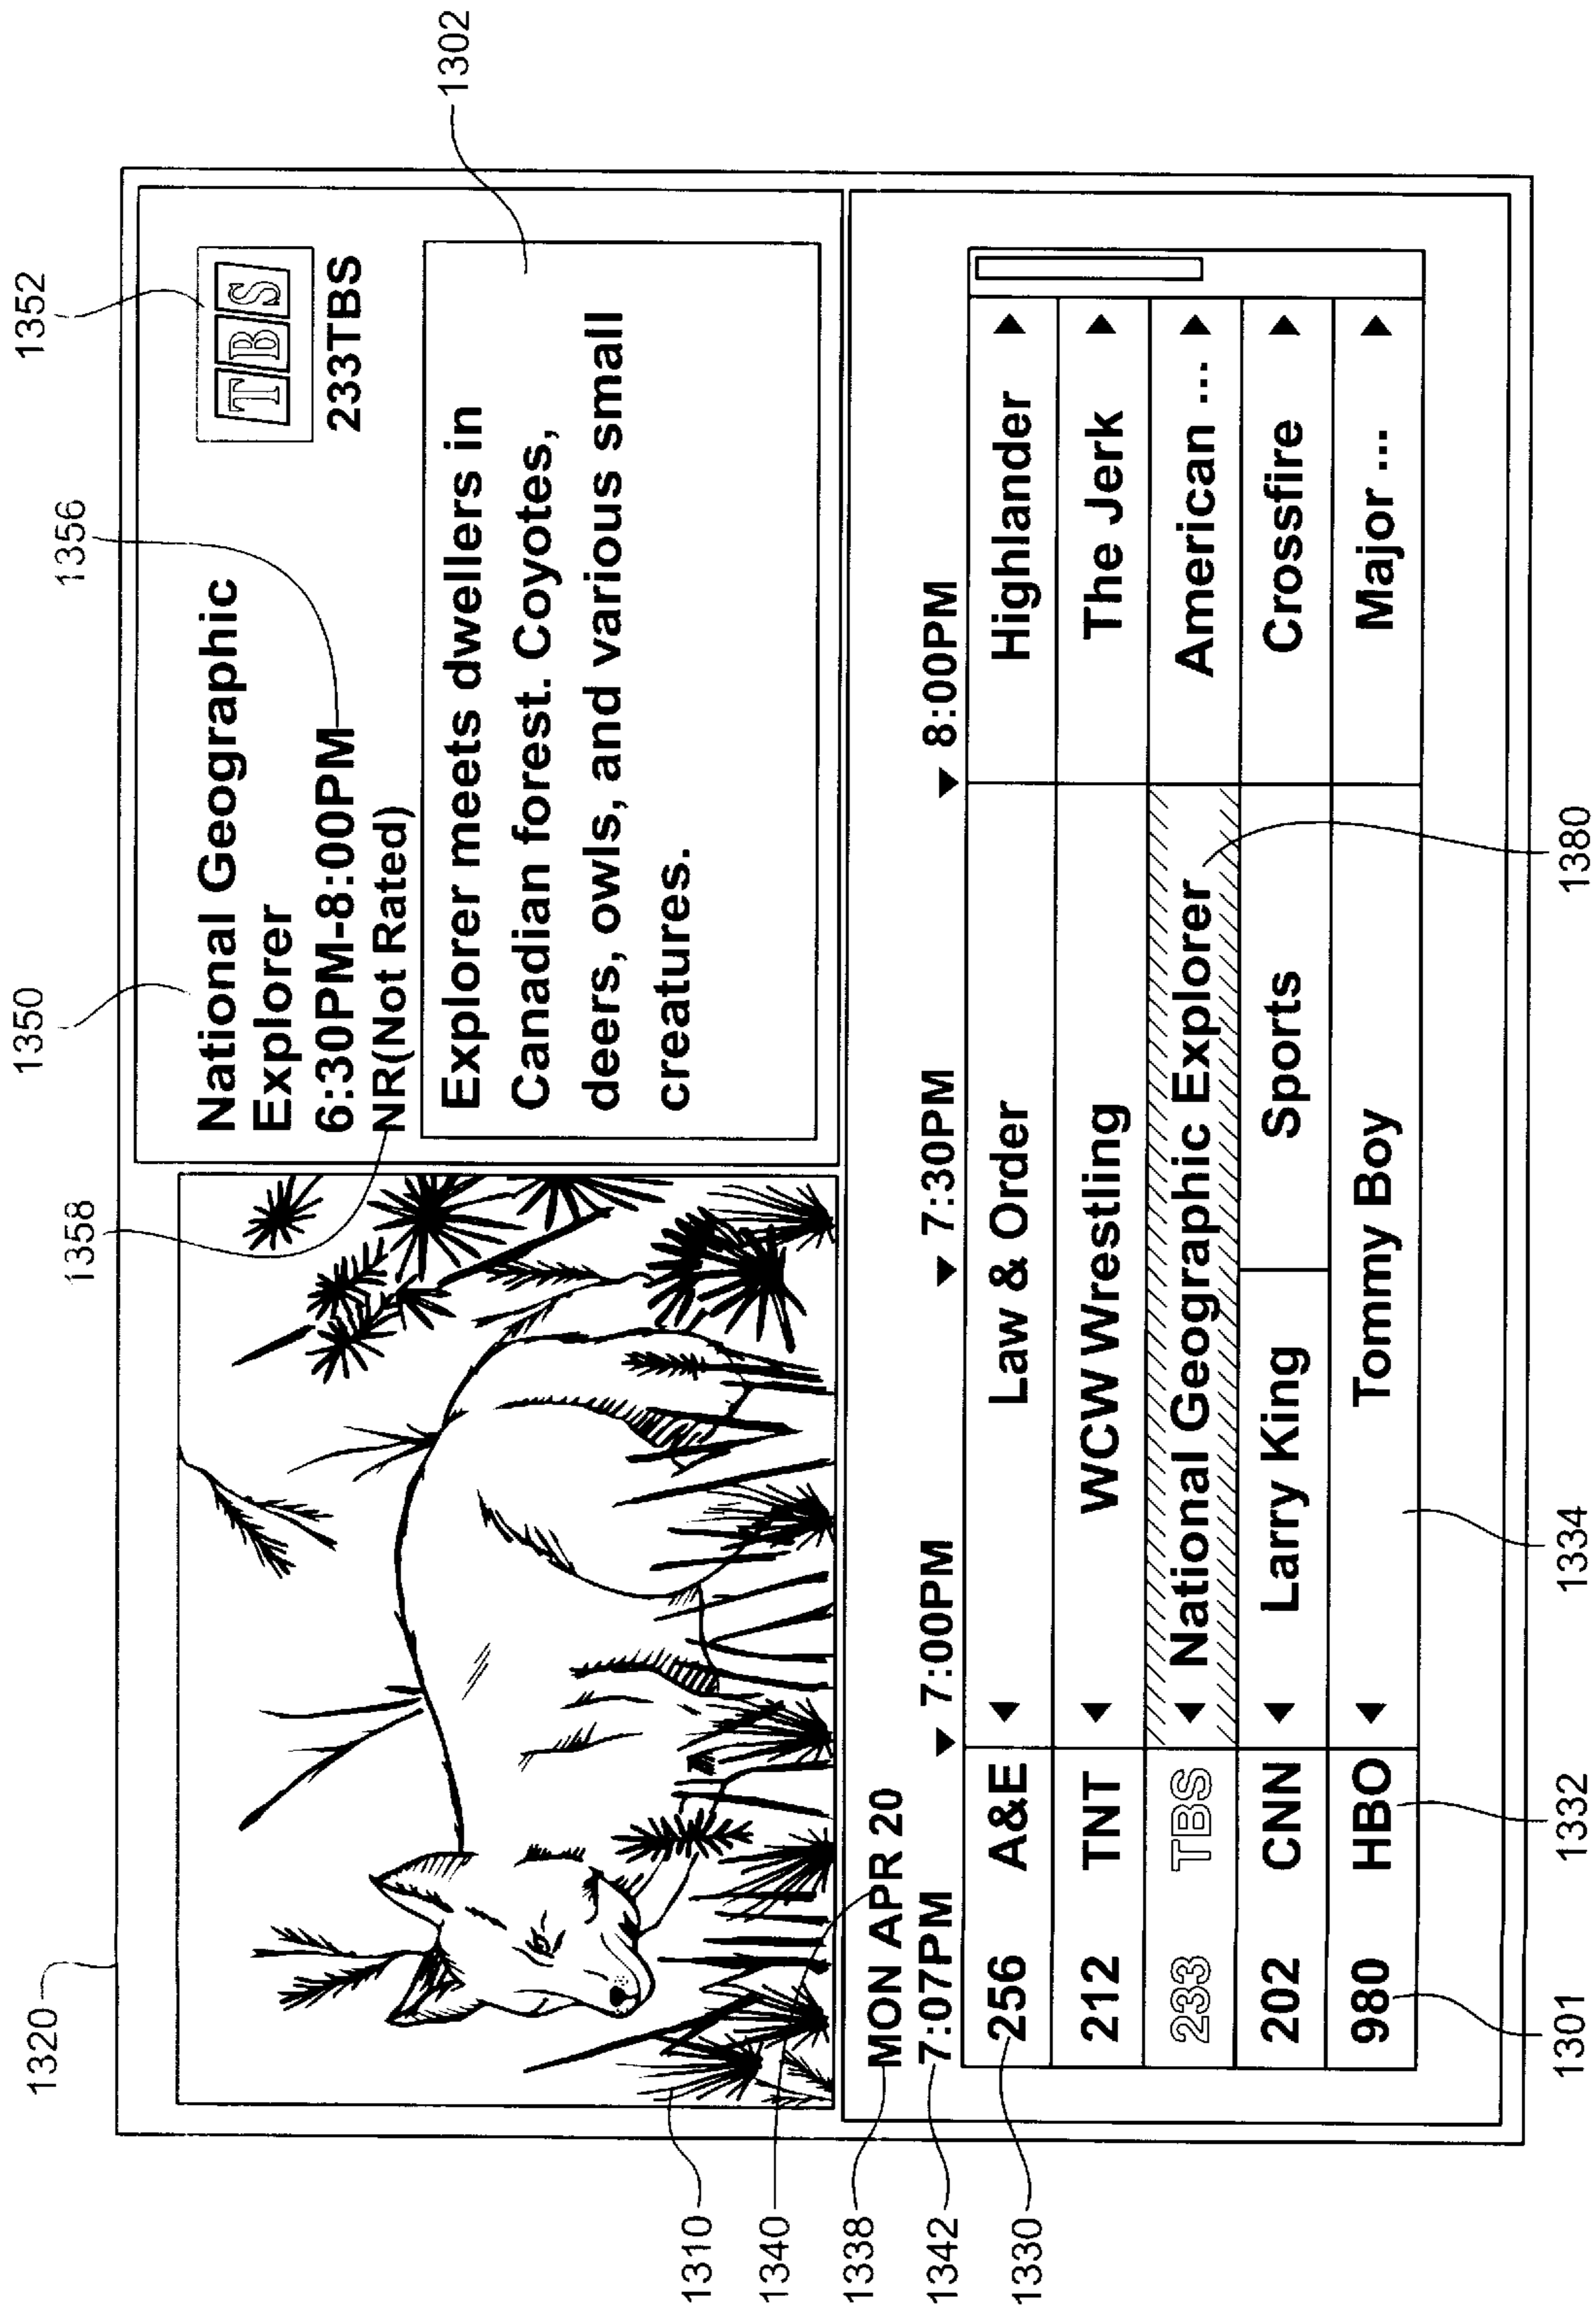 1320
1350
1352
1356
1358
1302
National Geographic
Explorer
6:30PM-8:00PM
NR(Not Rated)
TBS
233TBS
Explorer meets dwellers in
Canadian forest. Coyotes,
deers, owls, and various small
creatures.
1310
1340
1338
1342
1330
MON APR 20
7:07PM ▼ 7:00PM ▼ 7:30PM ▼ 8:00PM
256 A&E ◀ Law & Order Highlander ▶
212 TNT ◀ WCW Wrestling The Jerk ▶
233 TBS ◀ National Geographic Explorer American ... ▶
202 CNN ◀ Larry King Sports Crossfire ▶
980 HBO ◀ Tommy Boy Major ... ▶
1301
1332
1334
1380